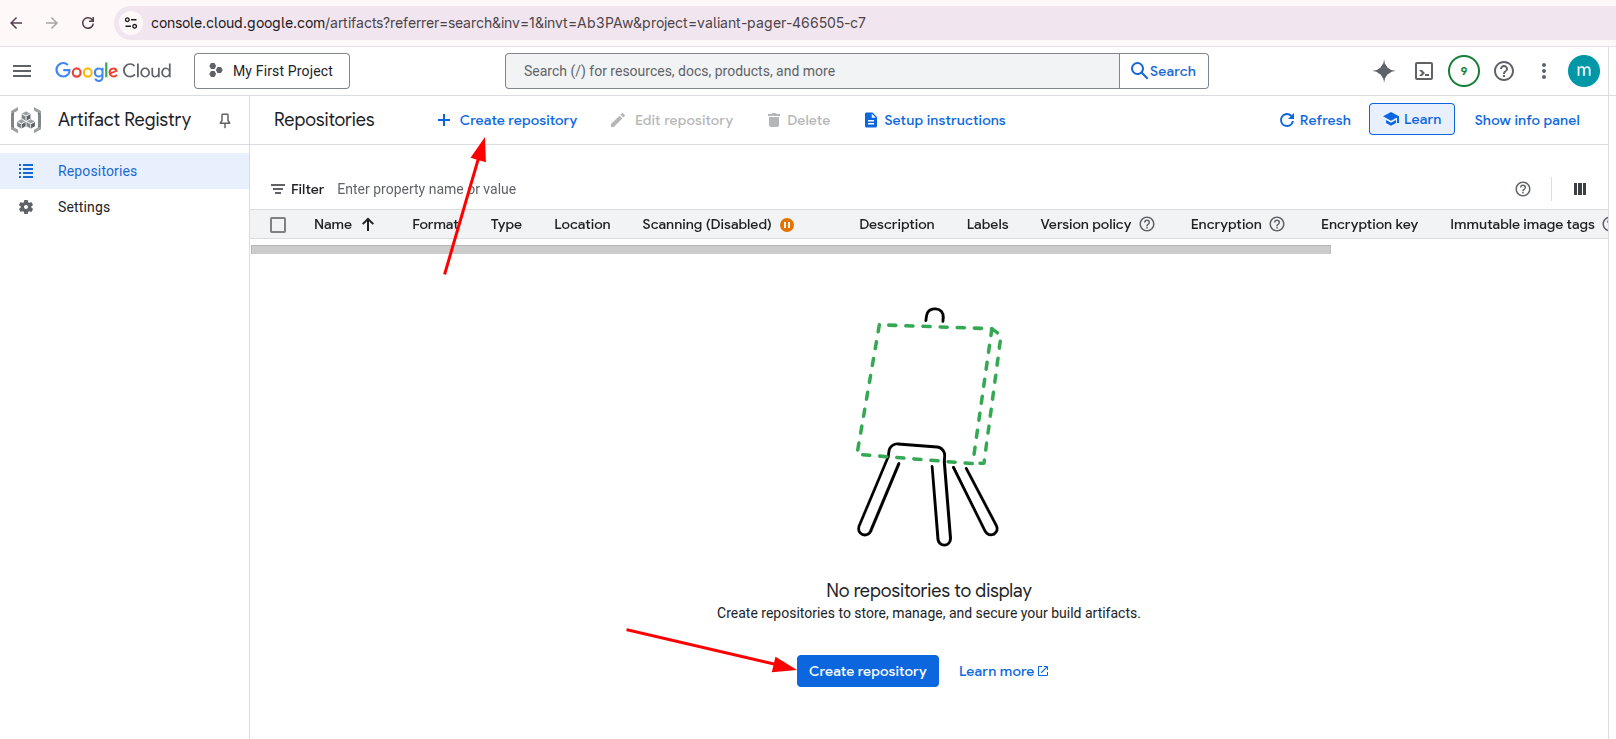 console.cloud.google.com/artifacts?referrer=search&inv=1&invt=Ab3PAw&project=valiant-pager-466505-c7
Google Cloud My First Project Search (/) for resources, docs, products, and more Search 9 m
Artifact Registry Repositories Create repository Edit repository Delete Setup instructions Refresh Learn Show info panel
Repositories
Filter Enter property name or value
Settings
Name Format Type Location Scanning (Disabled) Description Labels Version policy Encryption Encryption key Immutable image tags
No repositories to display
Create repositories to store, manage, and secure your build artifacts.
Create repository Learn more